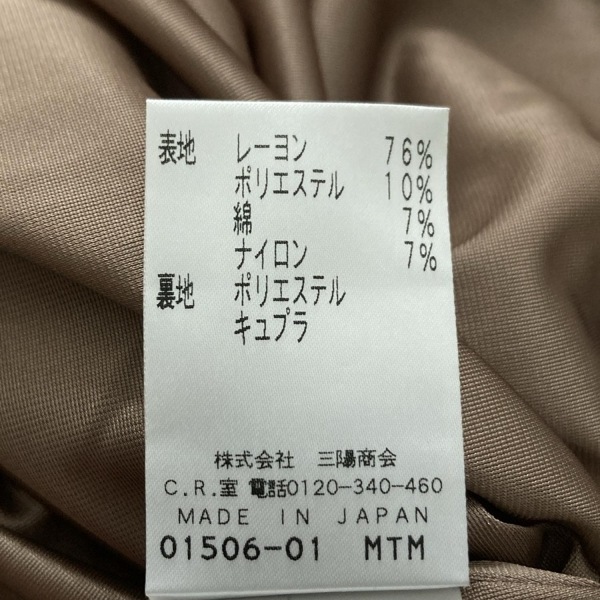 表地 レーヨン 76%
ポリエステル 10%
綿 7%
ナイロン 7%
裏地 ポリエステル
キュプラ
株式会社 三陽商会
C.R.室 電話0120-340-460
MADE IN JAPAN
01506-01 MTM